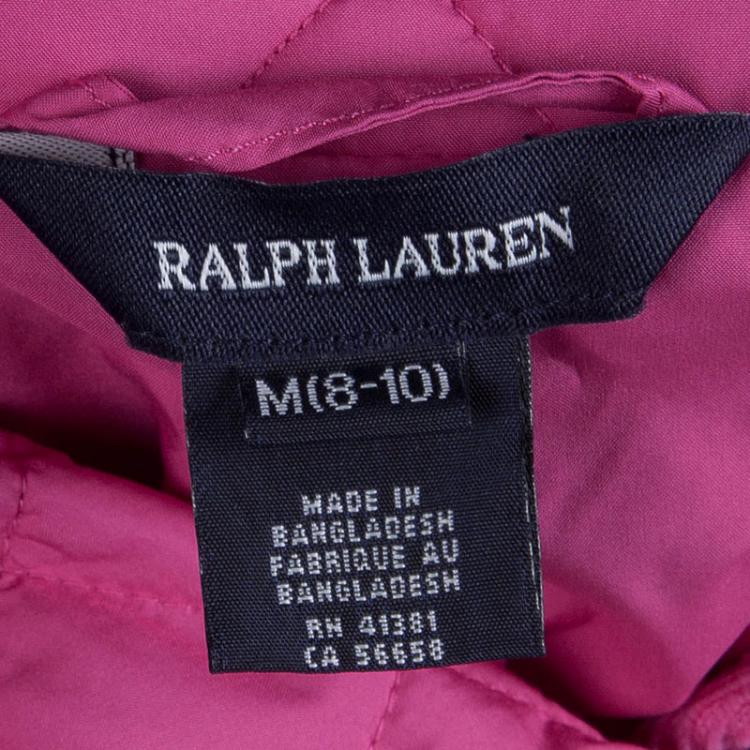 RALPH LAUREN
M(8-10)
MADE IN
BANGLADESH
FABRIQUE AU
BANGLADESH
RN 41381
CA 56658